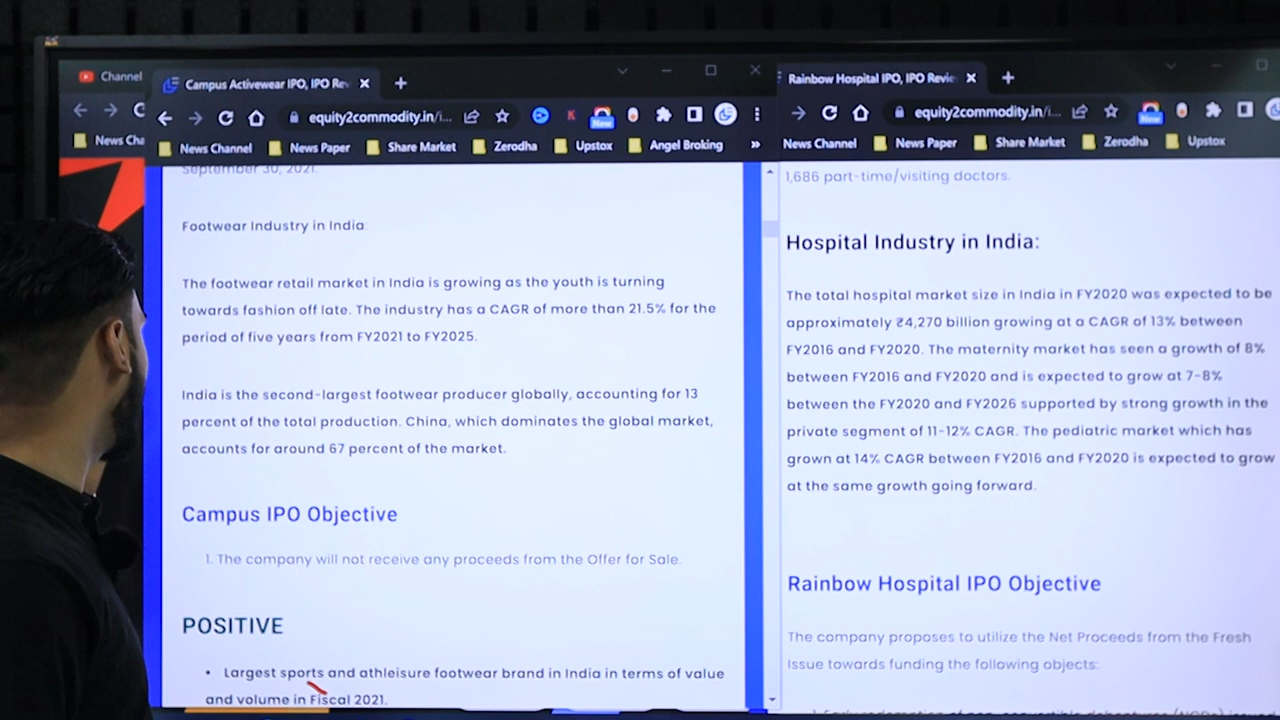 Channel
Campus Activewear IPO, IPO Rev
equity2commodity.in/i...
New
News Cha
News Channel
News Paper
Share Market
Zerodha
Upstox
Angel Broking
»
September 30, 2021.
Footwear Industry in India:
The footwear retail market in India is growing as the youth is turning
towards fashion off late. The industry has a CAGR of more than 21.5% for the
period of five years from FY2021 to FY2025.
India is the second-largest footwear producer globally, accounting for 13
percent of the total production. China, which dominates the global market,
accounts for around 67 percent of the market.
Campus IPO Objective
1. The company will not receive any proceeds from the Offer for Sale.
POSITIVE
• Largest sports and athleisure footwear brand in India in terms of value
and volume in Fiscal 2021.
Rainbow Hospital IPO, IPO Revie
equity2commodity.in/i...
New
News Channel
News Paper
Share Market
Zerodha
Upstox
1,686 part-time/visiting doctors.
Hospital Industry in India:
The total hospital market size in India in FY2020 was expected to be
approximately ₹4,270 billion growing at a CAGR of 13% between
FY2016 and FY2020. The maternity market has seen a growth of 8%
between FY2016 and FY2020 and is expected to grow at 7-8%
between the FY2020 and FY2026 supported by strong growth in the
private segment of 11-12% CAGR. The pediatric market which has
grown at 14% CAGR between FY2016 and FY2020 is expected to grow
at the same growth going forward.
Rainbow Hospital IPO Objective
The company proposes to utilize the Net Proceeds from the Fresh
Issue towards funding the following objects: